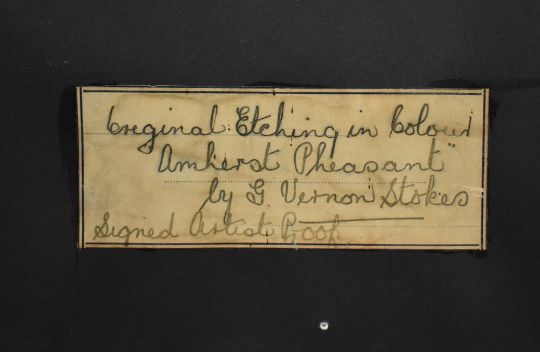 Original Etching in Colour
Amherst Pheasant"
by G Vernon Stokes
Signed Artist Proof